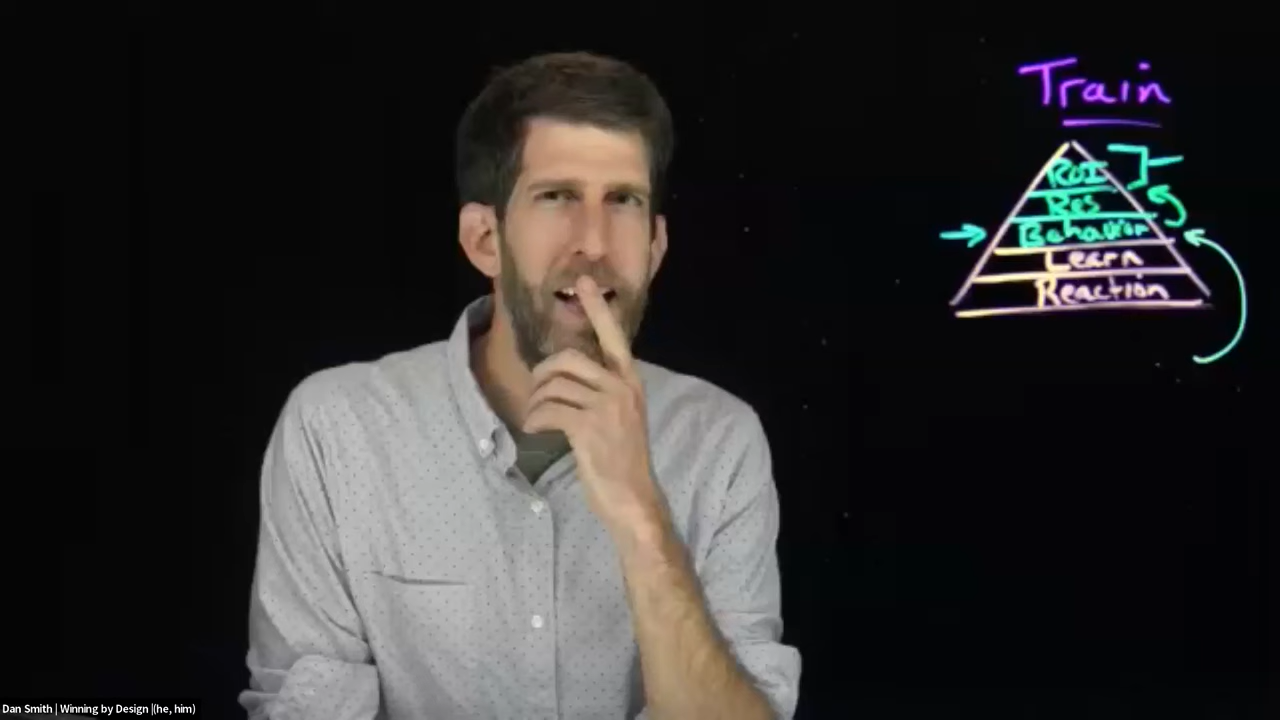 Train
ROI
Res
Behavior
Learn
Reaction
Dan Smith | Winning by Design |(he, him)